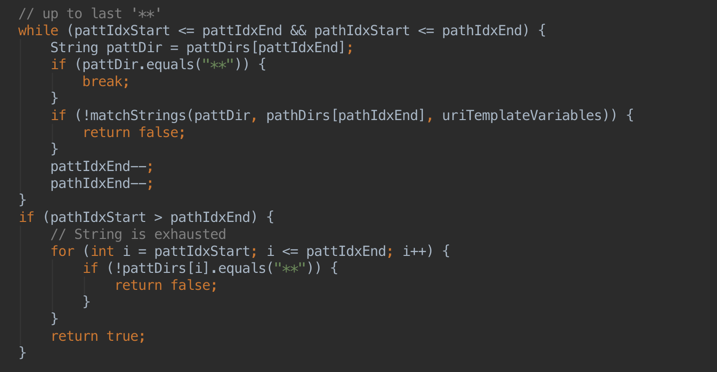 // up to last '**'
while (pattIdxStart <= pattIdxEnd && pathIdxStart <= pathIdxEnd) {
    String pattDir = pattDirs[pattIdxEnd];
    if (pattDir.equals("**")) {
        break;
    }
    if (!matchStrings(pattDir, pathDirs[pathIdxEnd], uriTemplateVariables)) {
        return false;
    }
    pattIdxEnd--;
    pathIdxEnd--;
}
if (pathIdxStart > pathIdxEnd) {
    // String is exhausted
    for (int i = pattIdxStart; i <= pattIdxEnd; i++) {
        if (!pattDirs[i].equals("**")) {
            return false;
        }
    }
    return true;
}